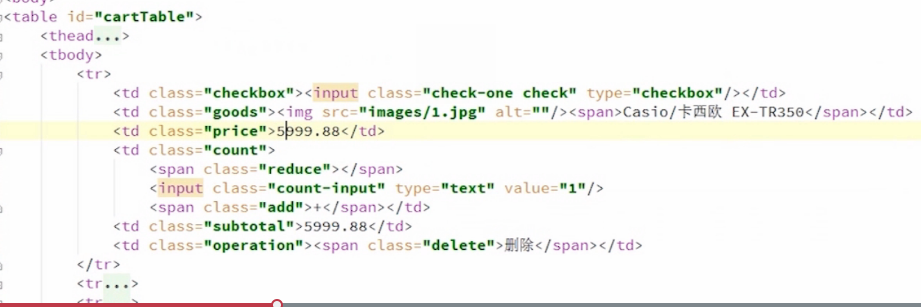 <body>
<table id="cartTable">
<thead...>
<tbody>
<tr>
<td class="checkbox"><input class="check-one check" type="checkbox"/></td>
<td class="goods"><img src="images/1.jpg" alt=""/><span>Casio/卡西欧 EX-TR350</span></td>
<td class="price">5999.88</td>
<td class="count">
<span class="reduce"></span>
<input class="count-input" type="text" value="1"/>
<span class="add">+</span></td>
<td class="subtotal">5999.88</td>
<td class="operation"><span class="delete">删除</span></td>
</tr>
<tr...>
<tr...>